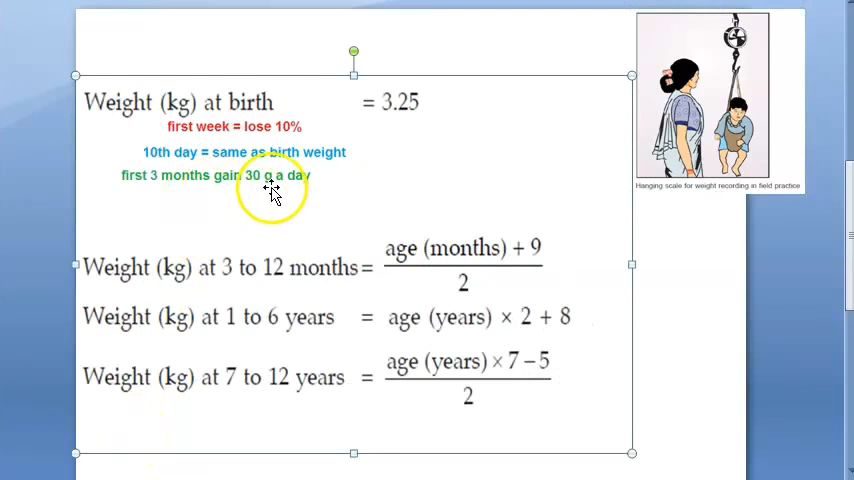 Weight (kg) at birth = 3.25
first week = lose 10%
10th day = same as birth weight
first 3 months gain 30 g a day
Hanging scale for weight recording in field practice
Weight (kg) at 3 to 12 months = age (months) + 9
2
Weight (kg) at 1 to 6 years = age (years) × 2 + 8
Weight (kg) at 7 to 12 years = age (years) × 7 – 5
2